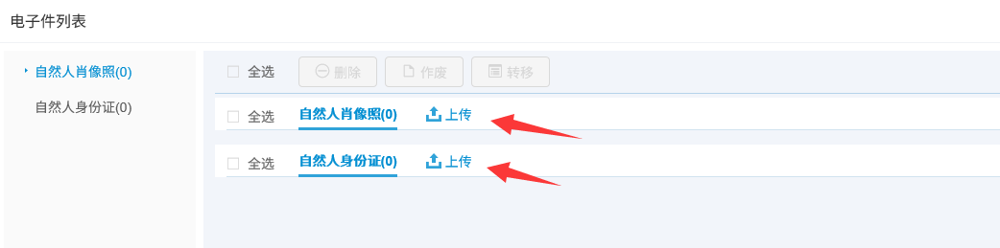 电子件列表
自然人肖像照(0)
自然人身份证(0)
全选 删除 作废 转移
全选 自然人肖像照(0) 上传
全选 自然人身份证(0) 上传